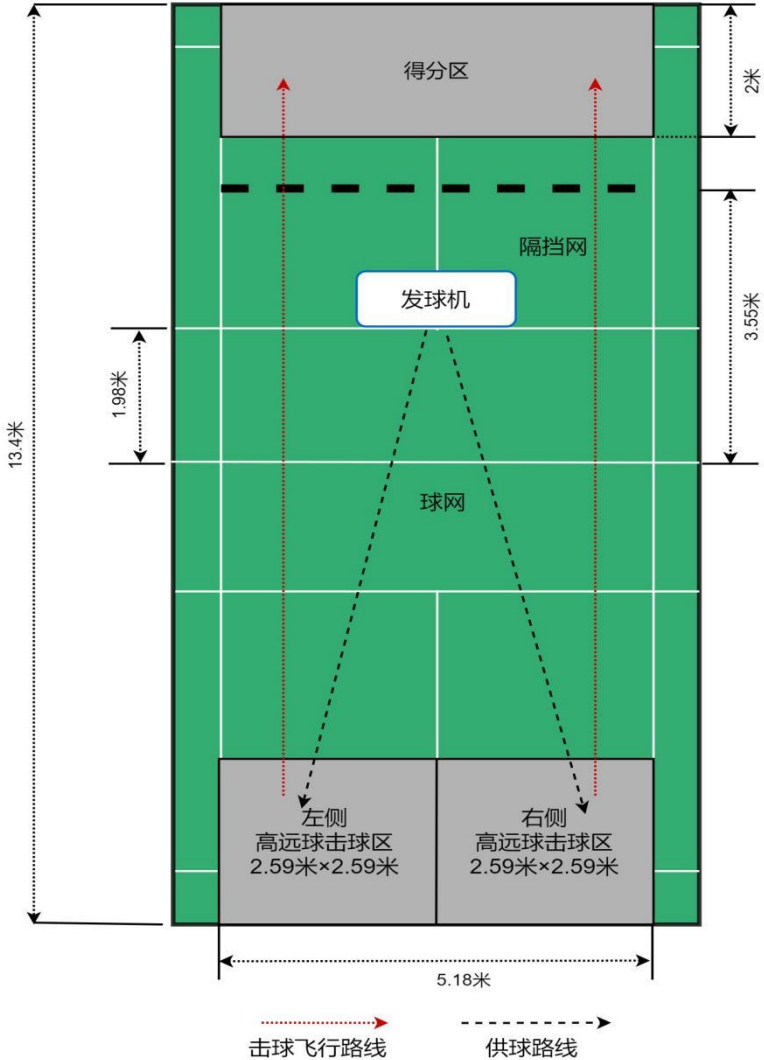 得分区
2米
隔挡网
发球机
3.55米
1.98米
13.4米
球网
左侧
高远球击球区
2.59米×2.59米
右侧
高远球击球区
2.59米×2.59米
5.18米
击球飞行路线
供球路线